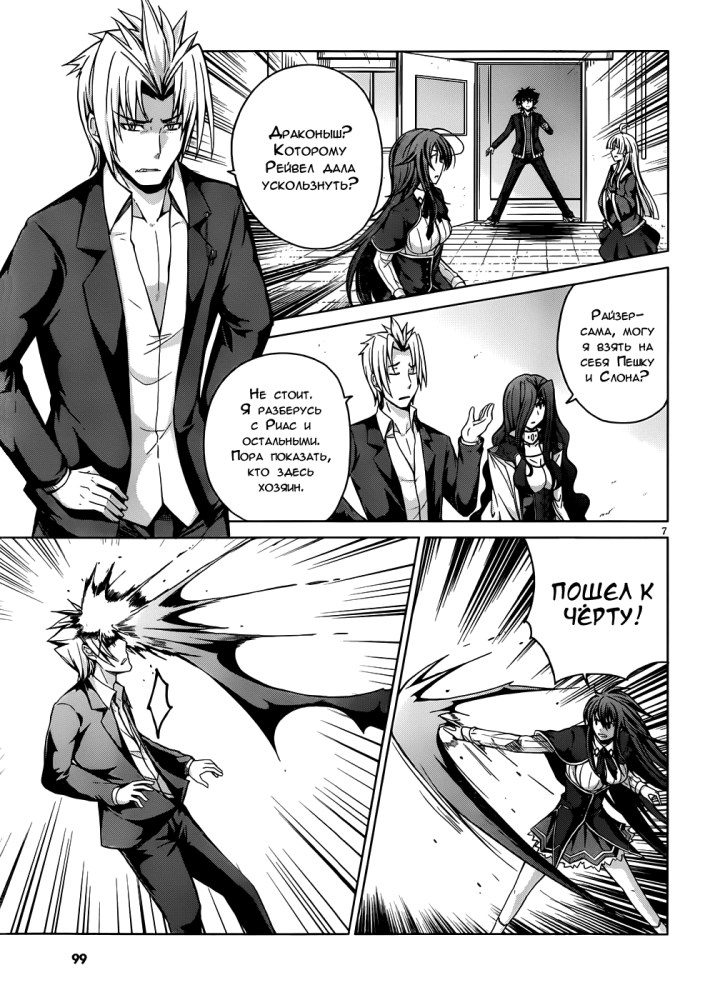 Драконыш?
Которому
Рейвел дала
ускользнуть?
Райзер-
сама, могу
я взять на
себя Пешку
и Слона?
Не стоит.
Я разберусь
с Риас и
остальными.
Пора показать,
кто здесь
хозяин.
7
ПОШЕЛ К
ЧЁРТУ!
99